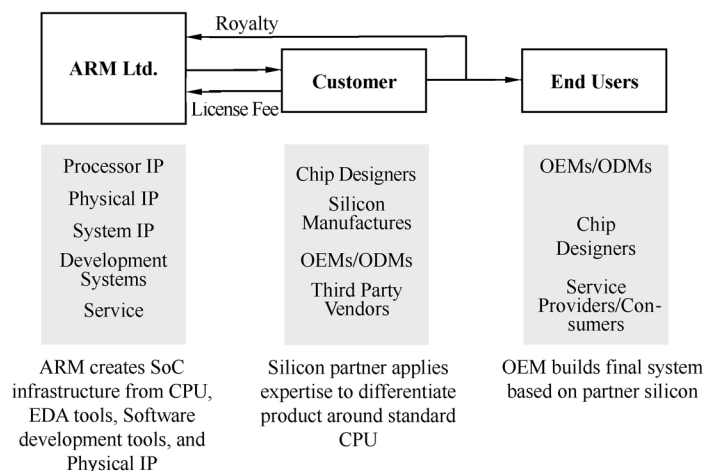 Royalty
ARM Ltd.
Customer
End Users
License Fee
Processor IP
Physical IP
System IP
Development
Systems
Service
Chip Designers
Silicon
Manufactures
OEMs/ODMs
Third Party
Vendors
OEMs/ODMs
Chip
Designers
Service
Providers/Con-
sumers
ARM creates SoC
infrastructure from CPU,
EDA tools, Software
development tools, and
Physical IP
Silicon partner applies
expertise to differentiate
product around standard
CPU
OEM builds final system
based on partner silicon